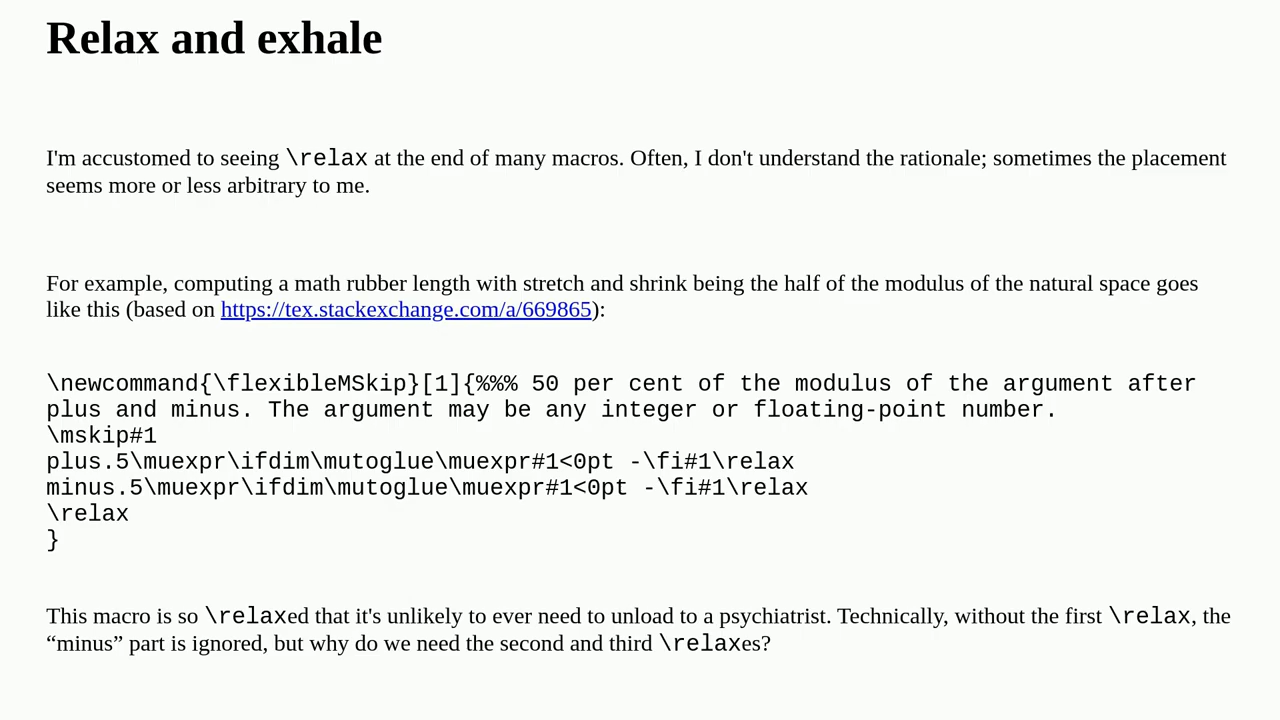 Relax and exhale
I'm accustomed to seeing \relax at the end of many macros. Often, I don't understand the rationale; sometimes the placement
seems more or less arbitrary to me.
For example, computing a math rubber length with stretch and shrink being the half of the modulus of the natural space goes
like this (based on https://tex.stackexchange.com/a/669865):
\newcommand{\flexibleMSkip}[1]{%%% 50 per cent of the modulus of the argument after
plus and minus. The argument may be any integer or floating-point number.
\mskip#1
plus.5\muexpr\ifdim\mutoglue\muexpr#1<0pt -\fi#1\relax
minus.5\muexpr\ifdim\mutoglue\muexpr#1<0pt -\fi#1\relax
\relax
}
This macro is so \relaxed that it's unlikely to ever need to unload to a psychiatrist. Technically, without the first \relax, the
“minus” part is ignored, but why do we need the second and third \relaxes?